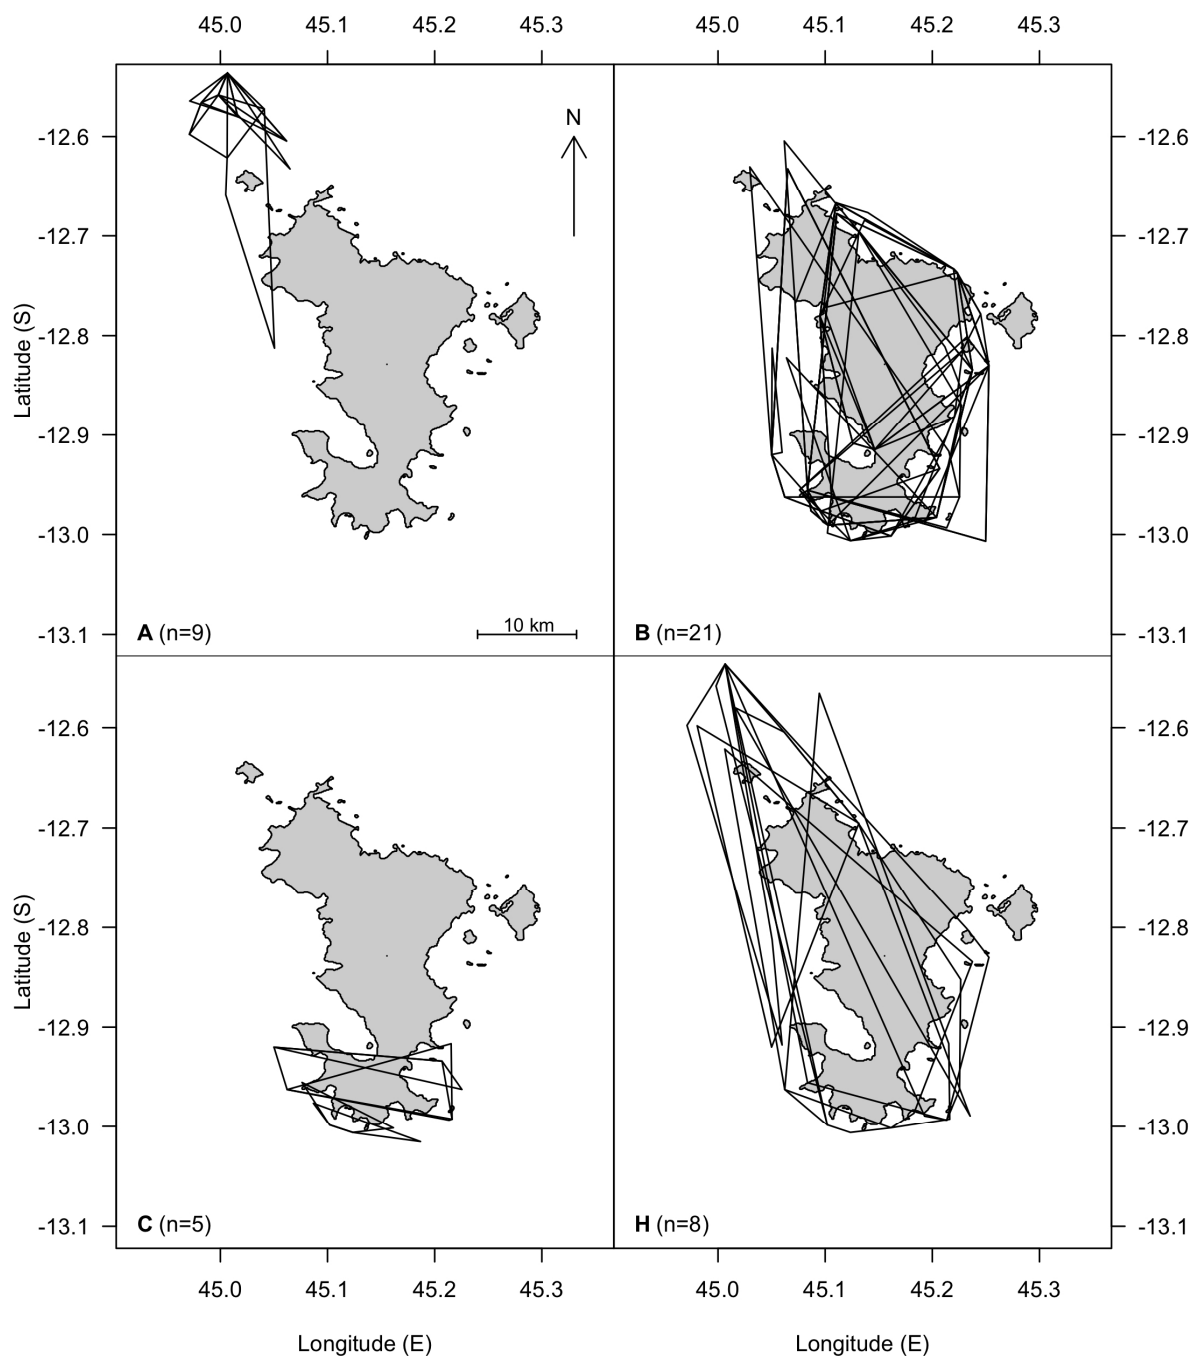 45.0 45.1 45.2 45.3 45.0 45.1 45.2 45.3
N
-12.6 -12.6
-12.7 -12.7
-12.8 -12.8
-12.9 -12.9
-13.0 -13.0
-13.1 -13.1
Latitude (S)
A (n=9) 10 km B (n=21)
-12.6 -12.6
-12.7 -12.7
-12.8 -12.8
-12.9 -12.9
-13.0 -13.0
-13.1 -13.1
Latitude (S)
C (n=5) H (n=8)
45.0 45.1 45.2 45.3 45.0 45.1 45.2 45.3
Longitude (E) Longitude (E)